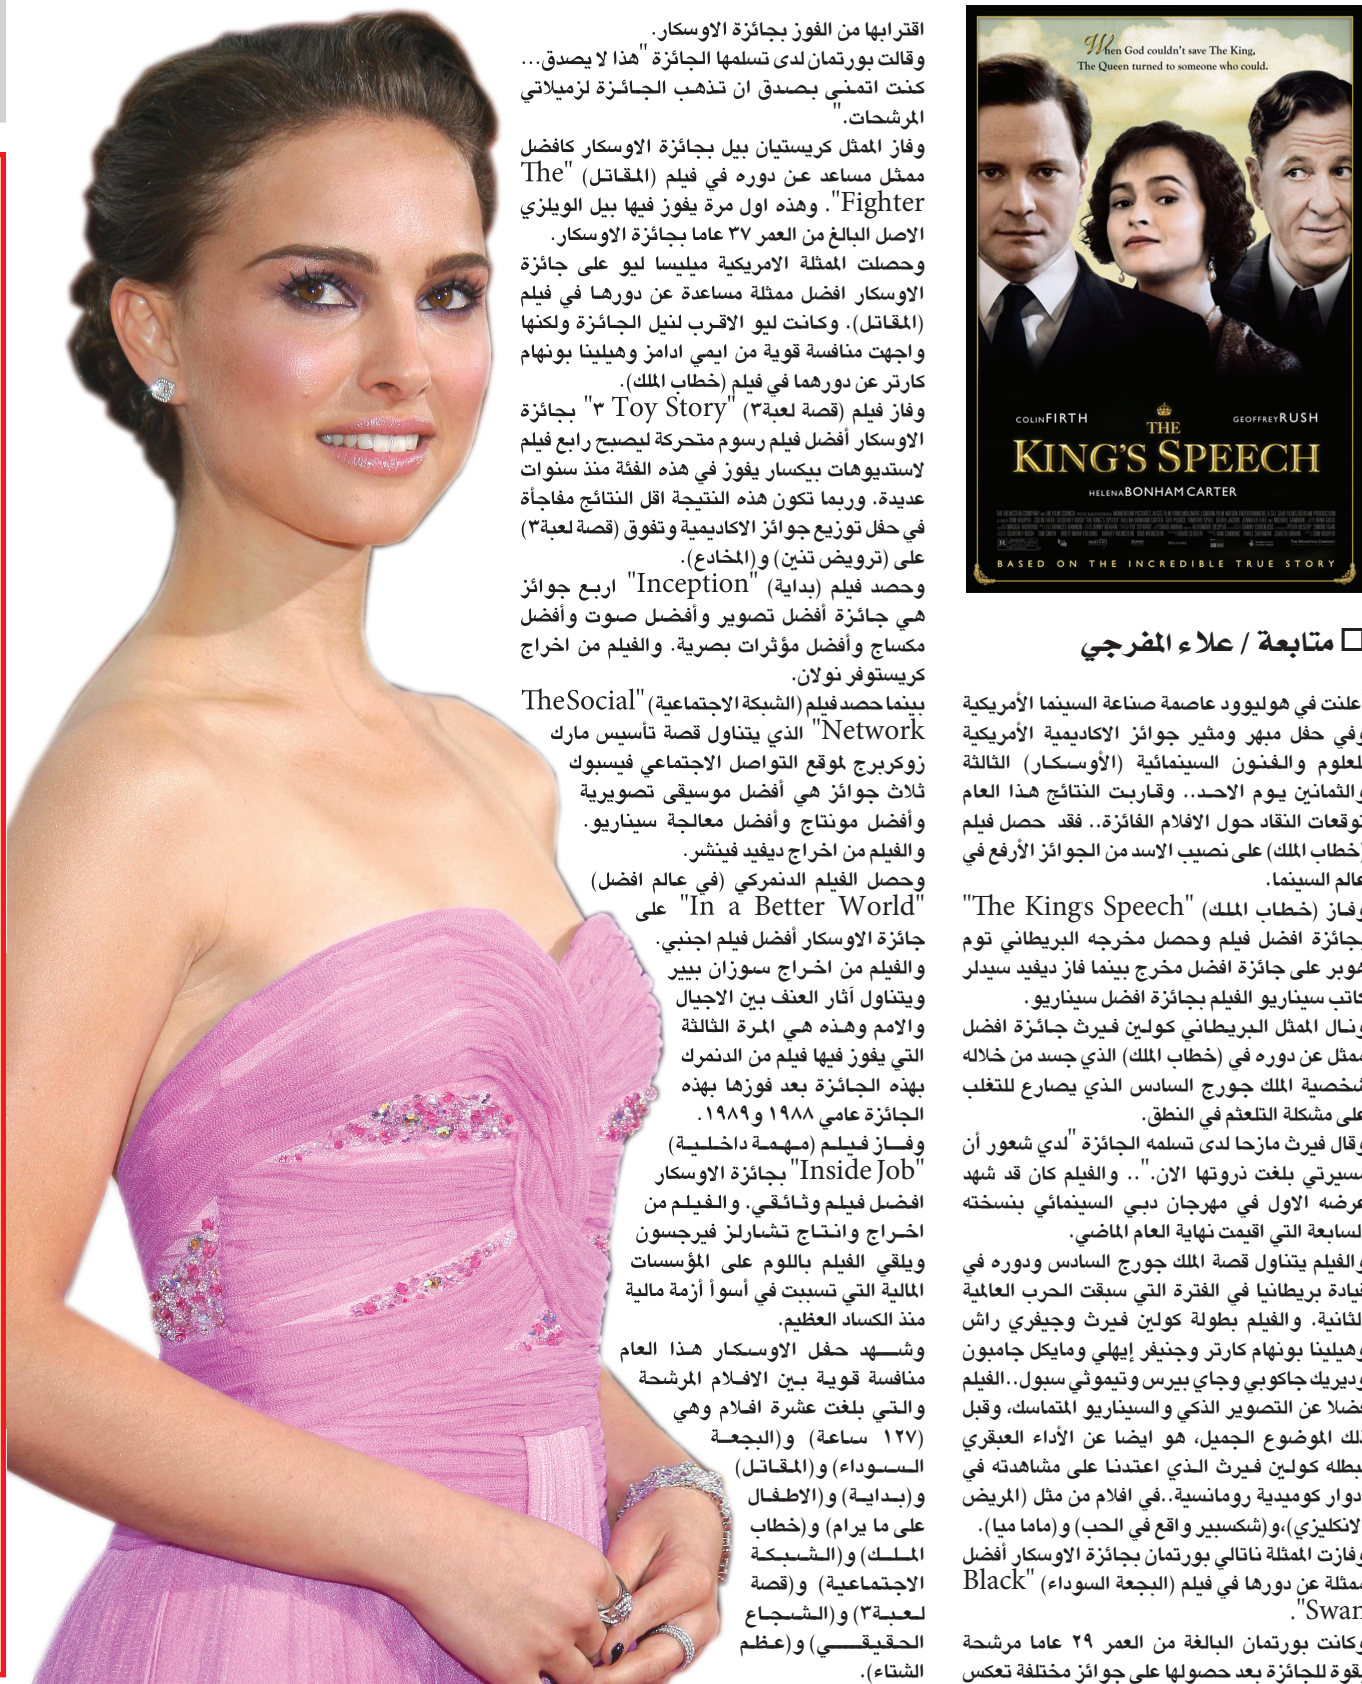 When God couldn't save The King,
The Queen turned to someone who could.
COLIN FIRTH
GEOFFREY RUSH
THE
KING'S SPEECH
HELENA BONHAM CARTER
BASED ON THE INCREDIBLE TRUE STORY
□ متابعة / علاء المفرجي
علنت في هوليوود عاصمة صناعة السينما الأمريكية
وفي حفل مبهر ومثير جوائز الاكاديمية الأمريكية
للعلوم والفنون السينمائية (الأوسكار) الثالثة
والثمانين يوم الاحد.. وقاربت النتائج هذا العام
توقعات النقاد حول الافلام الفائزة.. فقد حصل فيلم
(خطاب الملك) على نصيب الاسد من الجوائز الأرفع في
عالم السينما.
وفاز (خطاب الملك) "The King's Speech"
بجائزة افضل فيلم وحصل مخرجه البريطاني توم
هوبر على جائزة افضل مخرج بينما فاز ديفيد سيدلر
كاتب سيناريو الفيلم بجائزة افضل سيناريو.
ونال الممثل البريطاني كولين فيرث جائزة افضل
ممثل عن دوره في (خطاب الملك) الذي جسد من خلاله
شخصية الملك جورج السادس الذي يصارع للتغلب
على مشكلة التلعثم في النطق.
وقال فيرث مازحا لدى تسلمه الجائزة "لدي شعور أن
مسيرتي بلغت ذروتها الان.".. والفيلم كان قد شهد
عرضه الاول في مهرجان دبي السينمائي بنسخته
السابعة التي اقيمت نهاية العام الماضي.
والفيلم يتناول قصة الملك جورج السادس ودوره في
قيادة بريطانيا في الفترة التي سبقت الحرب العالمية
الثانية. والفيلم بطولة كولين فيرث وجيفري راش
وهيلينا بونهام كارتر وجنيفر إيهلي ومايكل جامبون
وديريك جاكوبي وجاي بيرس وتيموثي سبول..الفيلم
فضلا عن التصوير الذكي والسيناريو المتماسك، وقبل
ذلك الموضوع الجميل، هو ايضا عن الأداء العبقري
لبطله كولين فيرث الذي اعتدنا على مشاهدته في
ادوار كوميدية رومانسية..في افلام من مثل (المريض
الانكليزي)،و(شكسبير واقع في الحب) و(ماما ميا).
وفازت الممثلة ناتالي بورتمان بجائزة الاوسكار أفضل
ممثلة عن دورها في فيلم (البجعة السوداء) "Black
Swan".
وكانت بورتمان البالغة من العمر ٢٩ عاما مرشحة
بقوة للجائزة بعد حصولها على جوائز مختلفة تعكس
اقترابها من الفوز بجائزة الاوسكار.
وقالت بورتمان لدى تسلمها الجائزة "هذا لا يصدق...
كنت اتمنى بصدق ان تذهب الجائزة لزميلاتي
المرشحات."
وفاز الممثل كريستيان بيل بجائزة الاوسكار كافضل
ممثل مساعد عن دوره في فيلم (المقاتل) "The
Fighter". وهذه اول مرة يفوز فيها بيل الويلزي
الاصل البالغ من العمر ٣٧ عاما بجائزة الاوسكار.
وحصلت الممثلة الامريكية ميليسا ليو على جائزة
الاوسكار افضل ممثلة مساعدة عن دورها في فيلم
(المقاتل). وكانت ليو الاقرب لنيل الجائزة ولكنها
واجهت منافسة قوية من ايمي ادامز وهيلينا بونهام
كارتر عن دورهما في فيلم (خطاب الملك).
وفاز فيلم (قصة لعبة٣) "Toy Story ٣" بجائزة
الاوسكار أفضل فيلم رسوم متحركة ليصبح رابع فيلم
لاستديوهات بيكسار يفوز في هذه الفئة منذ سنوات
عديدة. وربما تكون هذه النتيجة اقل النتائج مفاجأة
في حفل توزيع جوائز الاكاديمية وتفوق (قصة لعبة٣)
على (ترويض تنين) و(المخادع).
وحصد فيلم (بداية) "Inception" اربع جوائز
هي جائزة أفضل تصوير وأفضل صوت وأفضل
مكساج وأفضل مؤثرات بصرية. والفيلم من اخراج
كريستوفر نولان.
بينما حصد فيلم (الشبكة الاجتماعية) "The Social
Network" الذي يتناول قصة تأسيس مارك
زوكربرج لموقع التواصل الاجتماعي فيسبوك
ثلاث جوائز هي أفضل موسيقى تصويرية
وأفضل مونتاج وأفضل معالجة سيناريو.
والفيلم من اخراج ديفيد فينشر.
وحصل الفيلم الدنمركي (في عالم افضل)
"In a Better World" على
جائزة الاوسكار أفضل فيلم اجنبي.
والفيلم من اخراج سوزان بيير
ويتناول آثار العنف بين الاجيال
والامم وهذه هي المرة الثالثة
التي يفوز فيها فيلم من الدنمرك
بهذه الجائزة بعد فوزها بهذه
الجائزة عامي ١٩٨٨ و١٩٨٩.
وفاز فيلم (مهمة داخلية)
"Inside Job" بجائزة الاوسكار
افضل فيلم وثائقي. والفيلم من
اخراج وانتاج تشارلز فيرجسون
ويلقي الفيلم باللوم على المؤسسات
المالية التي تسببت في أسوأ أزمة مالية
منذ الكساد العظيم.
وشهد حفل الاوسكار هذا العام
منافسة قوية بين الافلام المرشحة
والتي بلغت عشرة افلام وهي
(١٢٧ ساعة) و(البجعة
السوداء) و(المقاتل)
و(بداية) و(الاطفال
على ما يرام) و(خطاب
الملك) و(الشبكة
الاجتماعية) و(قصة
لعبة٣) و(الشجاع
الحقيقي) و(عظم
الشتاء).